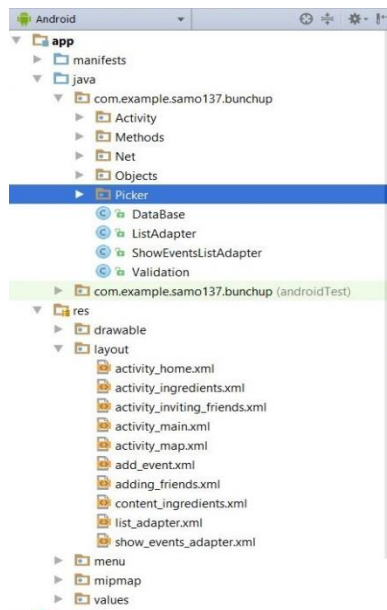 Android
app
manifests
java
com.example.samo137.bunchup
Activity
Methods
Net
Objects
Picker
DataBase
ListAdapter
ShowEventsListAdapter
Validation
com.example.samo137.bunchup (androidTest)
res
drawable
layout
activity_home.xml
activity_ingredients.xml
activity_inviting_friends.xml
activity_main.xml
activity_map.xml
add_event.xml
adding_friends.xml
content_ingredients.xml
list_adapter.xml
show_events_adapter.xml
menu
mipmap
values